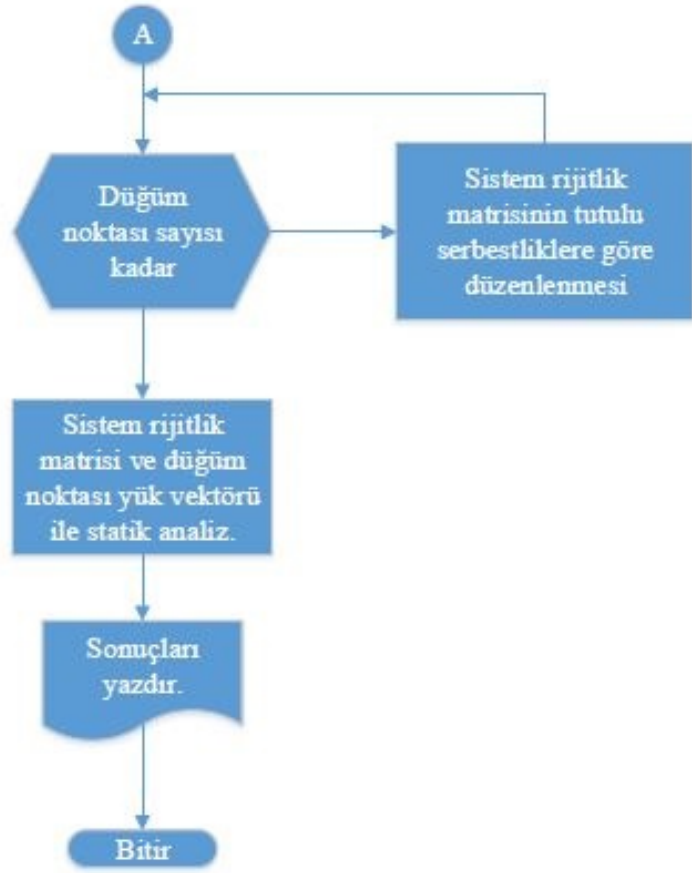 A
Düğüm
noktası sayısı
kadar
Sistem rijitlik
matrisinin tutulu
serbestliklere göre
düzenlenmesi
Sistem rijitlik
matrisi ve düğüm
noktası yük vektörü
ile statik analiz.
Sonuçları
yazdır.
Bitir